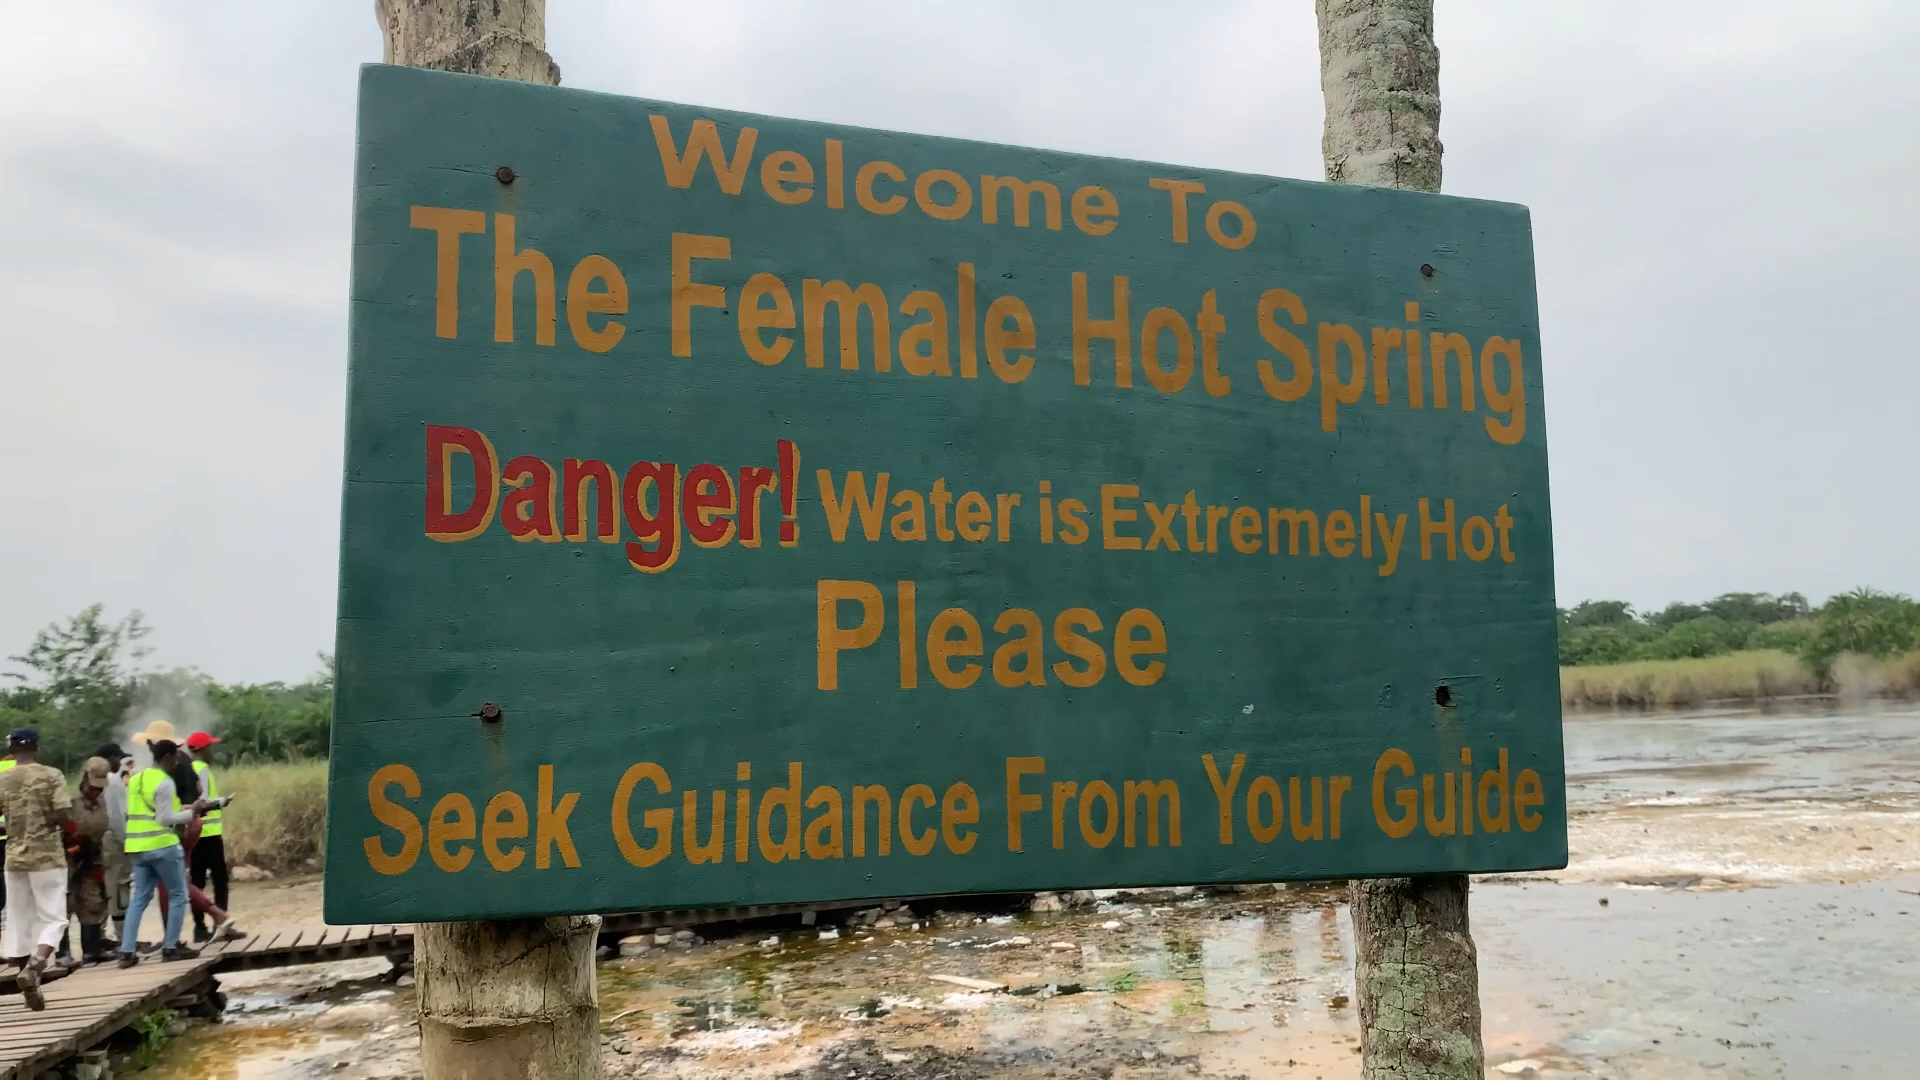 Welcome To
The Female Hot Spring
Danger! Water is Extremely Hot
Please
Seek Guidance From Your Guide